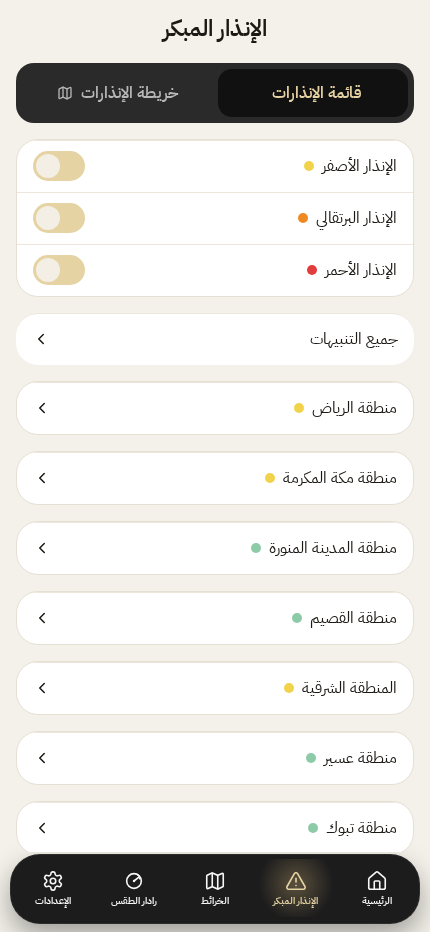 الإنذار المبكر
قائمة الإنذارات
خريطة الإنذارات
الإنذار الأصفر
الإنذار البرتقالي
الإنذار الأحمر
جميع التنبيهات
منطقة الرياض
منطقة مكة المكرمة
منطقة المدينة المنورة
منطقة القصيم
المنطقة الشرقية
منطقة عسير
منطقة تبوك
الرئيسية
الإنذار المبكر
الخرائط
رادار الطقس
الإعدادات